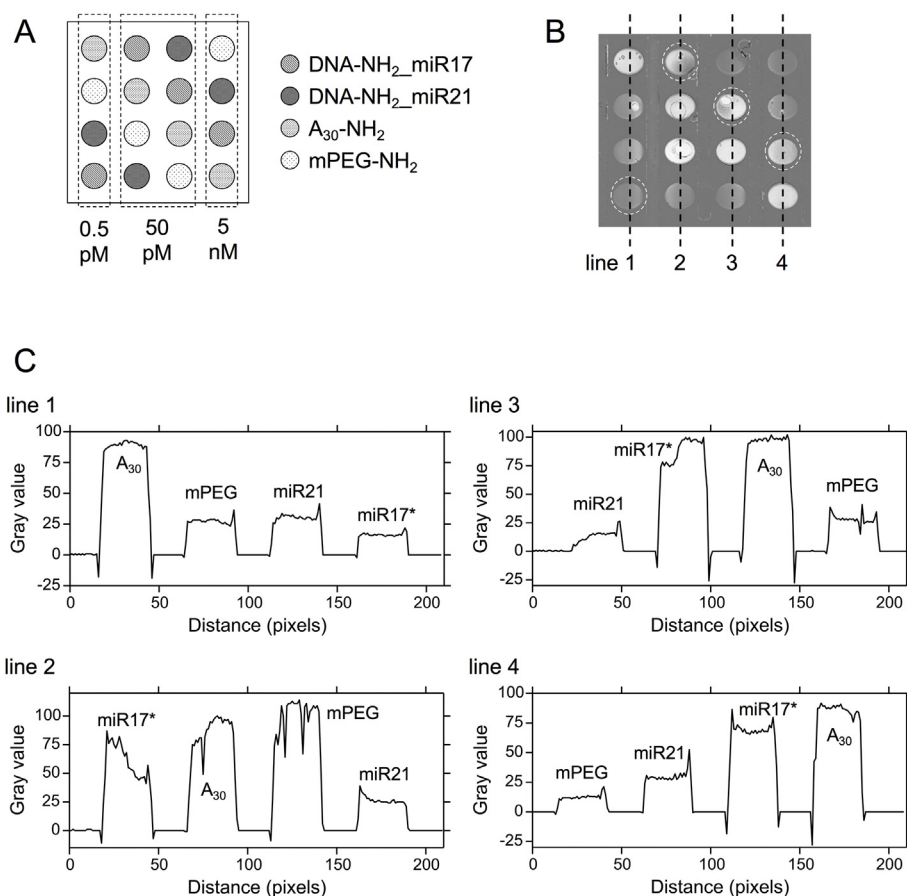 A
DNA-NH2_miR17
DNA-NH2_miR21
A30-NH2
mPEG-NH2
0.5
pM
50
pM
5
nM
B
line 1 2 3 4
C
line 1
Gray value
100
75
50
25
0
-25
A30
mPEG
miR21
miR17*
0 50 100 150 200
Distance (pixels)
line 3
Gray value
100
75
50
25
0
-25
miR21
miR17*
A30
mPEG
0 50 100 150 200
Distance (pixels)
line 2
Gray value
100
75
50
25
0
miR17*
A30
mPEG
miR21
0 50 100 150 200
Distance (pixels)
line 4
Gray value
100
75
50
25
0
-25
mPEG
miR21
miR17*
A30
0 50 100 150 200
Distance (pixels)